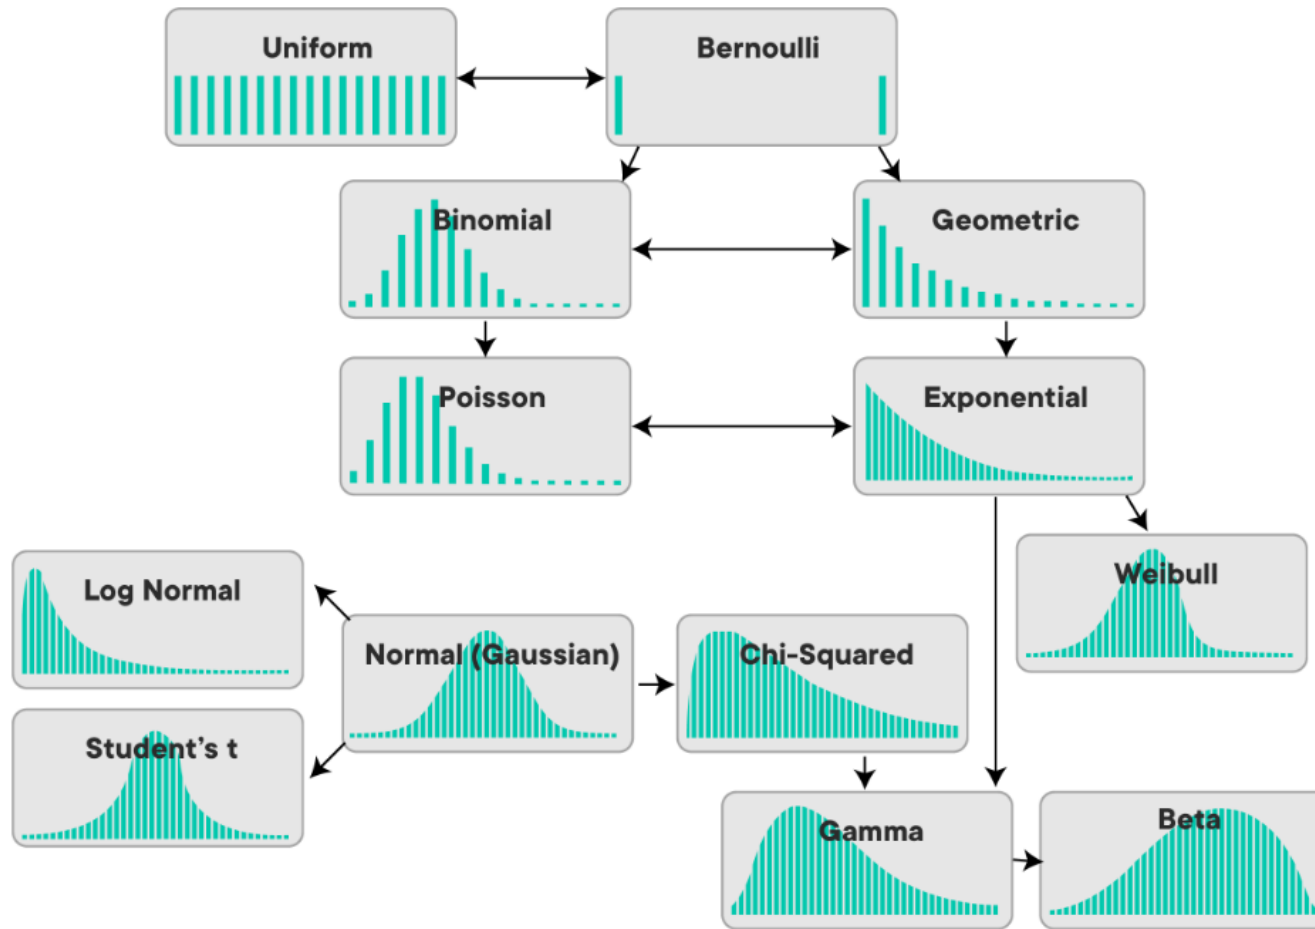 Uniform
Bernoulli
Binomial
Geometric
Poisson
Exponential
Weibull
Log Normal
Normal (Gaussian)
Chi-Squared
Student's t
Gamma
Beta